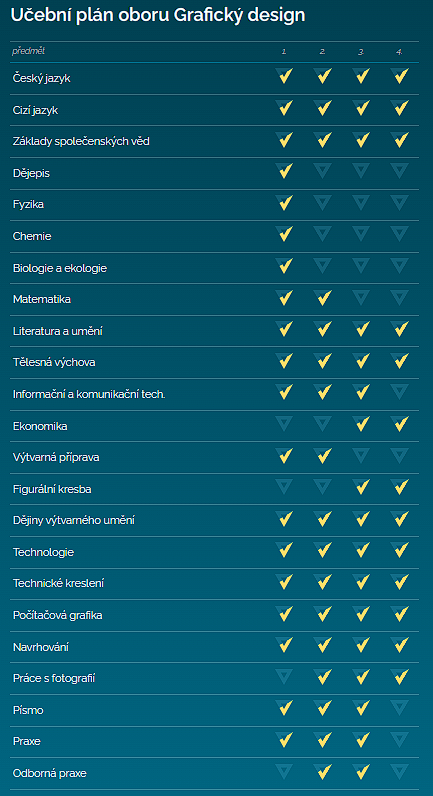 Učební plán oboru Grafický design
předmět 1. 2. 3. 4.
Český jazyk
Cizí jazyk
Základy společenských věd
Dějepis
Fyzika
Chemie
Biologie a ekologie
Matematika
Literatura a umění
Tělesná výchova
Informační a komunikační tech.
Ekonomika
Výtvarná příprava
Figurální kresba
Dějiny výtvarného umění
Technologie
Technické kreslení
Počítačová grafika
Navrhování
Práce s fotografií
Písmo
Praxe
Odborná praxe